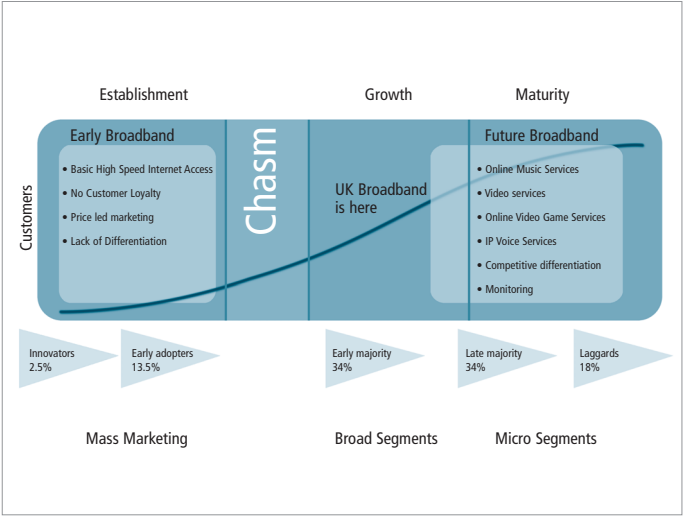 Establishment
Growth
Maturity
Customers
Early Broadband
• Basic High Speed Internet Access
• No Customer Loyalty
• Price led marketing
• Lack of Differentiation
Chasm
UK Broadband
is here
Future Broadband
• Online Music Services
• Video services
• Online Video Game Services
• IP Voice Services
• Competitive differentiation
• Monitoring
Innovators
2.5%
Early adopters
13.5%
Early majority
34%
Late majority
34%
Laggards
18%
Mass Marketing
Broad Segments
Micro Segments